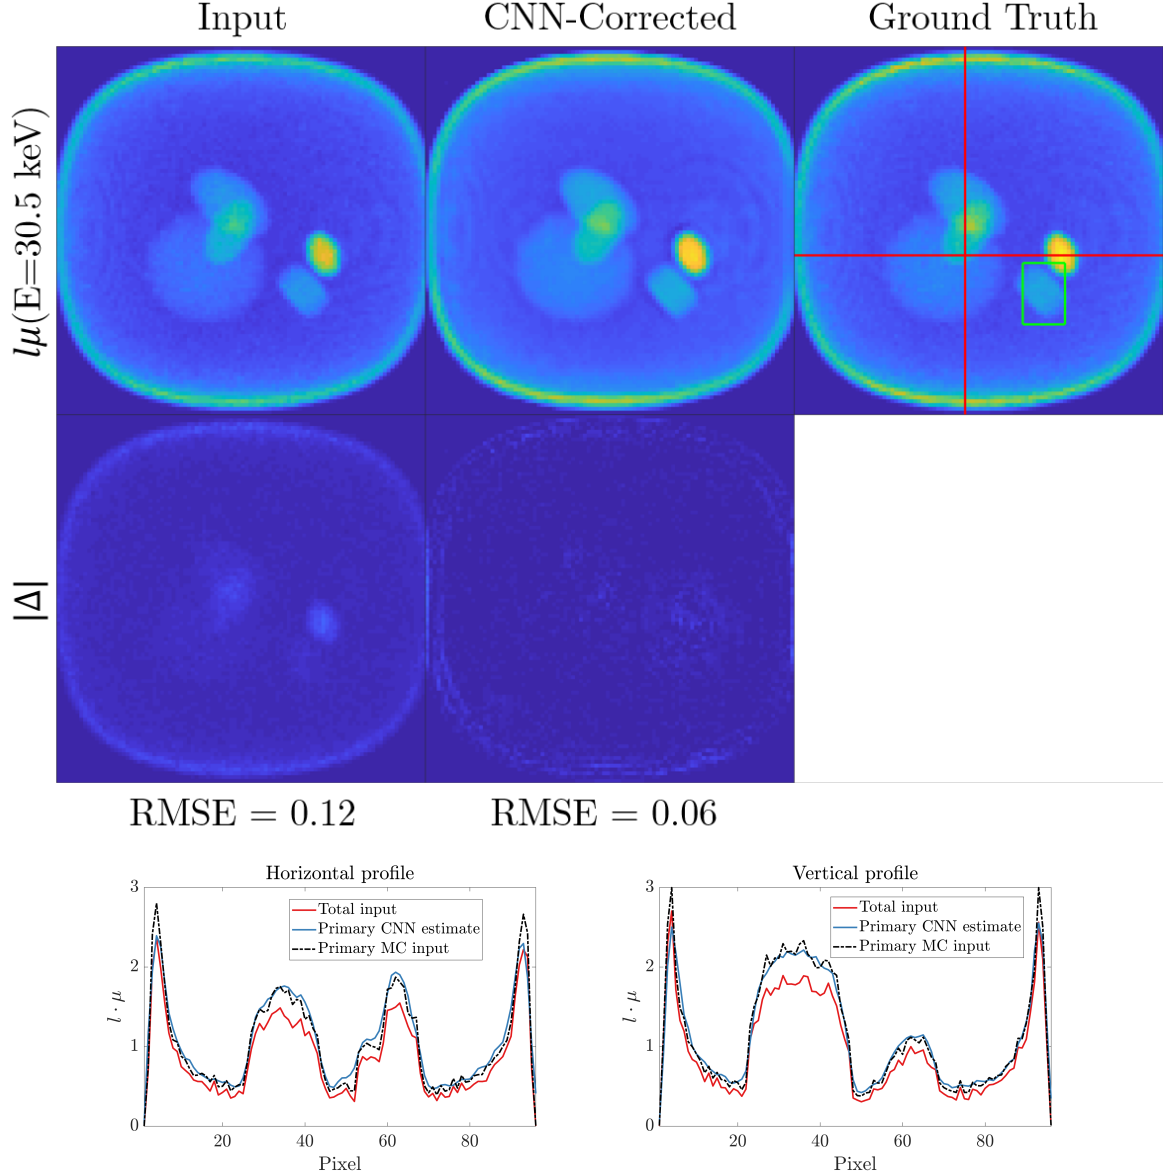 Input
CNN-Corrected
Ground Truth
lμ(E=30.5 keV)
|Δ|
RMSE = 0.12
RMSE = 0.06
Horizontal profile
3
2
1
0
l · μ
Total input
Primary CNN estimate
Primary MC input
20
40
60
80
Pixel
Vertical profile
3
2
1
0
l · μ
Total input
Primary CNN estimate
Primary MC input
20
40
60
80
Pixel